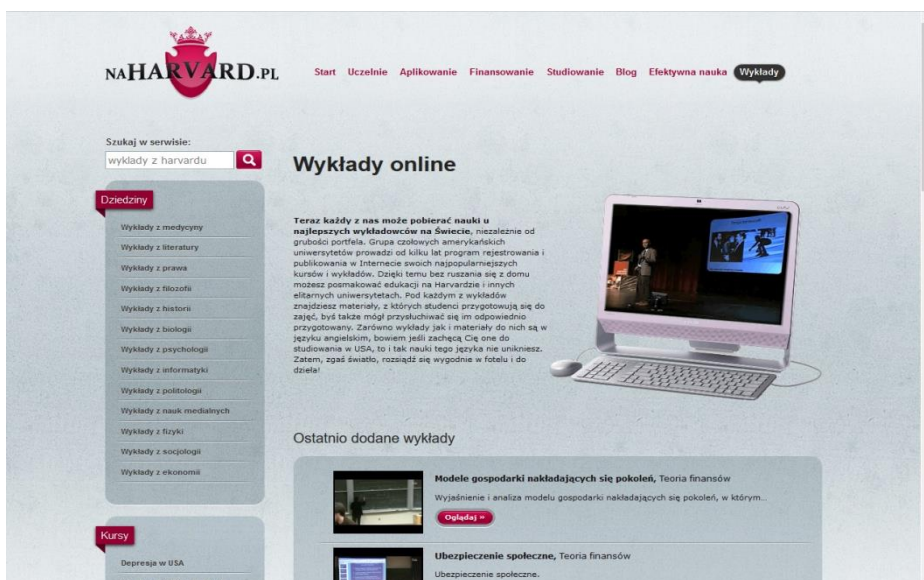 NAHARVARD.PL
Start Uczelnie Aplikowanie Finansowanie Studiowanie Blog Efektywna nauka Wykłady
Szukaj w serwisie:
wyklady z harvardu
Dziedziny
Wykłady z medycyny
Wykłady z literatury
Wykłady z prawa
Wykłady z filozofii
Wykłady z historii
Wykłady z biologii
Wykłady z psychologii
Wykłady z informatyki
Wykłady z politologii
Wykłady z nauk medialnych
Wykłady z fizyki
Wykłady z socjologii
Wykłady z ekonomii
Kursy
Depresja w USA
Wykłady online
Teraz każdy z nas może pobierać nauki u
najlepszych wykładowców na Świecie, niezależnie od
grubości portfela. Grupa czołowych amerykańskich
uniwersytetów prowadzi od kilku lat program rejestrowania i
publikowania w Internecie swoich najpopularniejszych
kursów i wykładów. Dzięki temu bez ruszania się z domu
możesz posmakować edukacji na Harvardzie i innych
elitarnych uniwersytetach. Pod każdym z wykładów
znajdziesz materiały, z których studenci przygotowują się do
zajęć, byś także mógł przysłuchiwać się im odpowiednio
przygotowany. Zarówno wykłady jak i materiały do nich są w
języku angielskim, bowiem jeśli zachęcą Cię one do
studiowania w USA, to i tak nauki tego języka nie unikniesz.
Zatem, zgaś światło, rozsiądź się wygodnie w fotelu i do
dzieła!
Ostatnio dodane wykłady
Modele gospodarki nakładających się pokoleń, Teoria finansów
Wyjaśnienie i analiza modelu gospodarki nakładających się pokoleń, w którym...
Oglądaj »
Ubezpieczenie społeczne, Teoria finansów
Ubezpieczenie społeczne.